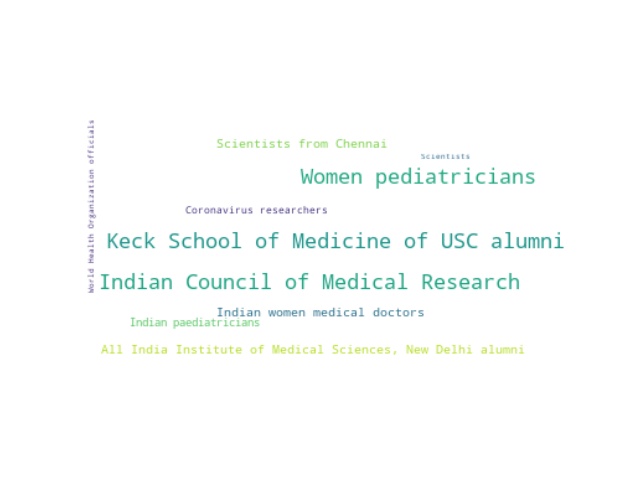 World Health Organization officials
Scientists from Chennai
Scientists
Women pediatricians
Coronavirus researchers
Keck School of Medicine of USC alumni
Indian Council of Medical Research
Indian women medical doctors
Indian paediatricians
All India Institute of Medical Sciences, New Delhi alumni